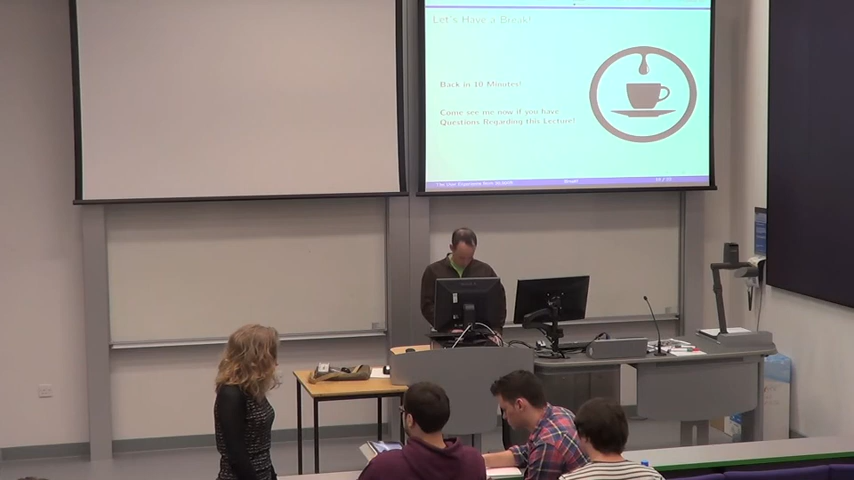 Let's Have a Break!
Back in 10 Minutes!
Come see me now if you have
Questions Regarding this Lecture!